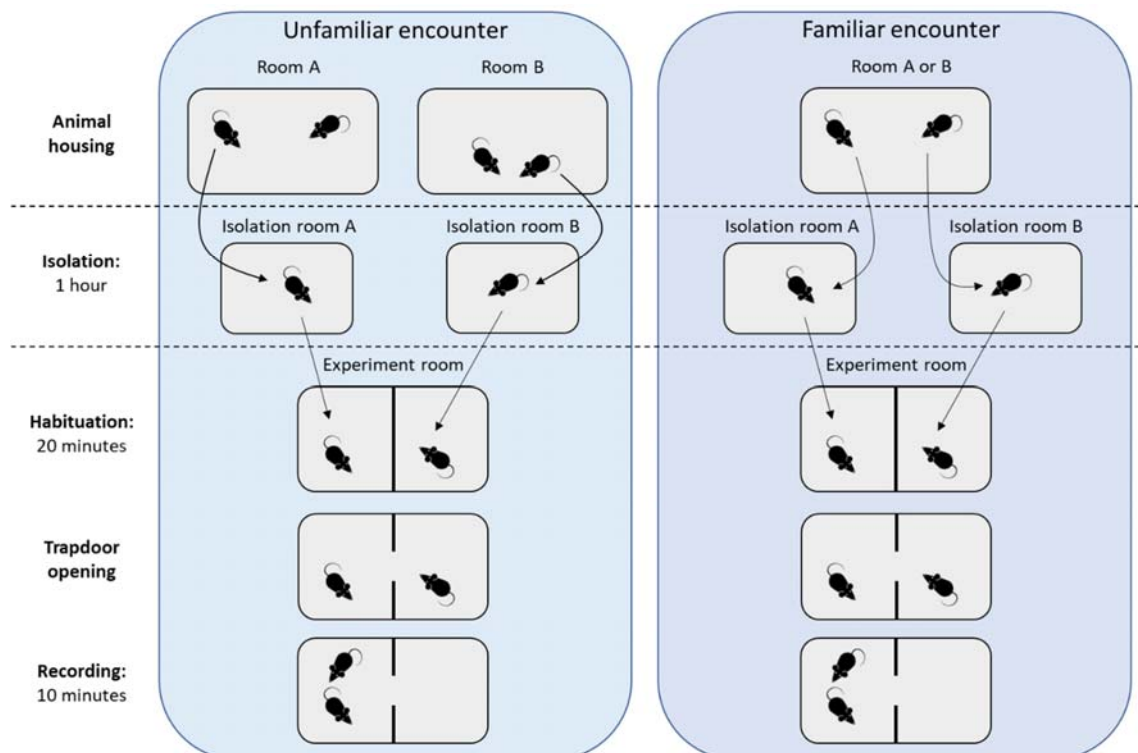 Unfamiliar encounter
Familiar encounter
Room A
Room B
Room A or B
Animal
housing
Isolation room A
Isolation room B
Isolation room A
Isolation room B
Isolation:
1 hour
Experiment room
Experiment room
Habituation:
20 minutes
Trapdoor
opening
Recording:
10 minutes